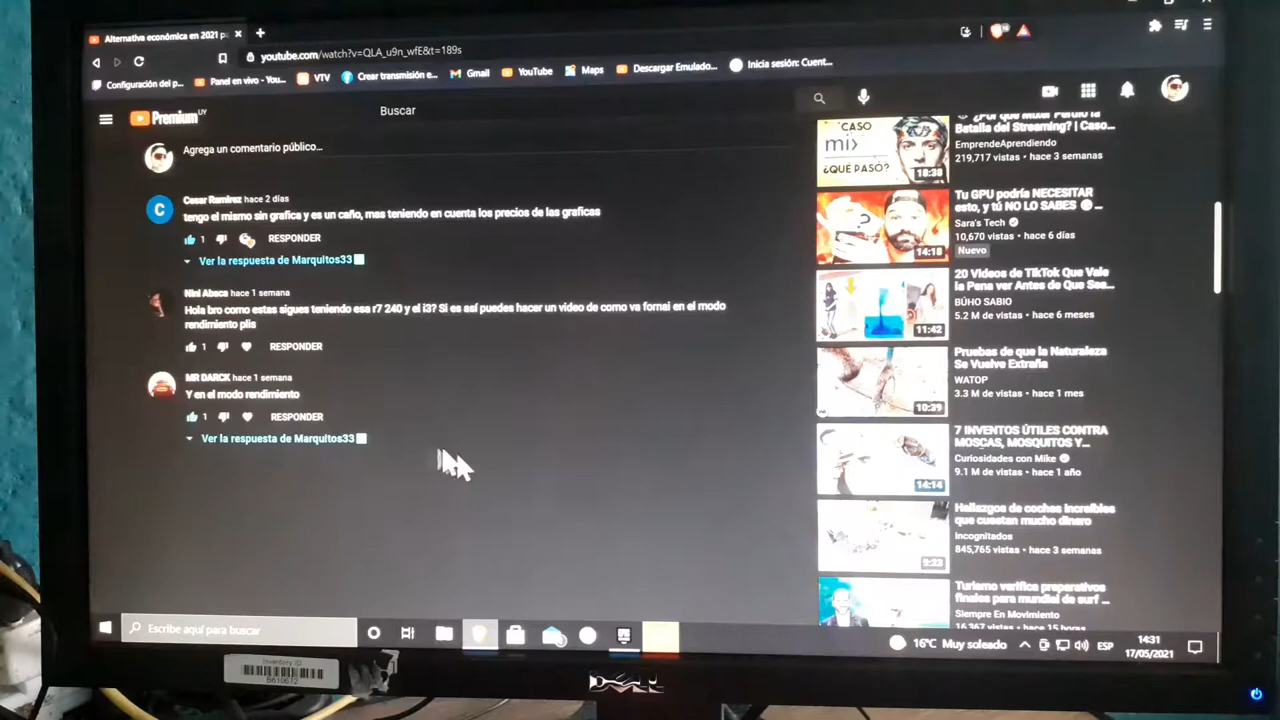 Alternativa económica en 2021 p
youtube.com/watch?v=QLA_u9n_wfE&t=189s
Configuración del p...
Panel en vivo - You...
VTV
Crear transmisión e...
Gmail
YouTube
Maps
Descargar Emulado...
Inicia sesión: Cuent...
Premium UY
Buscar
Agrega un comentario público...
Cesar Ramirez hace 2 días
tengo el mismo sin grafica y es un caño, mas teniendo en cuenta los precios de las graficas
1 RESPONDER
Ver la respuesta de Marquitos33
Nini Abaca hace 1 semana
Hola bro como estas sigues teniendo esa r7 240 y el i3? Si es así puedes hacer un video de como va fornai en el modo
rendimiento plis
1 RESPONDER
MR DARCK hace 1 semana
Y en el modo rendimiento
1 RESPONDER
Ver la respuesta de Marquitos33
CASO
¿QUÉ PASÓ?
18:38
¿Por qué Mixer Perdió la
Batalla del Streaming? | Caso...
EmprendeAprendiendo
219,717 vistas • hace 3 semanas
14:18
Tu GPU podría NECESITAR
esto, y tú NO LO SABES
Sara's Tech
10,670 vistas • hace 6 días
Nuevo
11:42
20 Videos de TikTok Que Vale
la Pena ver Antes de Que Sea...
BÚHO SABIO
5.2 M de vistas • hace 6 meses
10:39
Pruebas de que la Naturaleza
Se Vuelve Extraña
WATOP
3.3 M de vistas • hace 1 mes
14:14
7 INVENTOS ÚTILES CONTRA
MOSCAS, MOSQUITOS Y...
Curiosidades con Mike
9.1 M de vistas • hace 1 año
Hallazgos de coches increíbles
que cuestan mucho dinero
incognitados
845,765 vistas • hace 3 semanas
Turismo verifica preparativos
finales para mundial de surf ...
Siempre En Movimiento
16,367 vistas • hace 15 horas
Escribe aquí para buscar
16°C Muy soleado
ESP
14:31
17/05/2021
Inventory ID
B610672
DELL